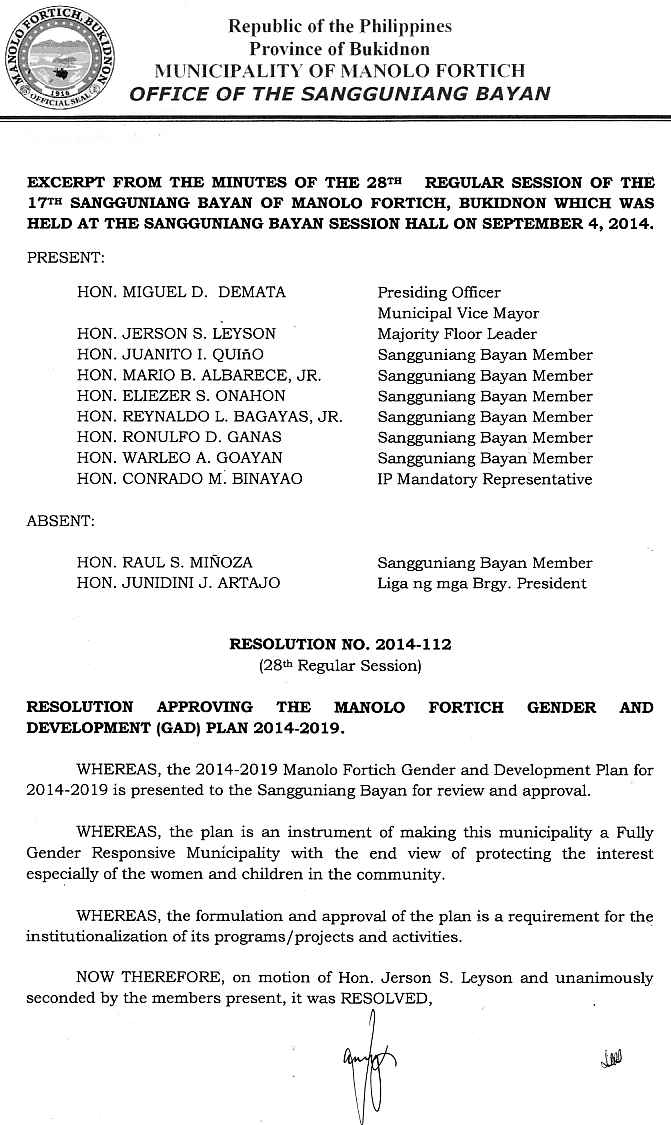 MANOLO FORTICH, BUKIDNON
1916
OFFICIAL SEAL
Republic of the Philippines
Province of Bukidnon
MUNICIPALITY OF MANOLO FORTICH
OFFICE OF THE SANGGUNIANG BAYAN
EXCERPT FROM THE MINUTES OF THE 28TH REGULAR SESSION OF THE
17TH SANGGUNIANG BAYAN OF MANOLO FORTICH, BUKIDNON WHICH WAS
HELD AT THE SANGGUNIANG BAYAN SESSION HALL ON SEPTEMBER 4, 2014.
PRESENT:
HON. MIGUEL D. DEMATA Presiding Officer
Municipal Vice Mayor
HON. JERSON S. LEYSON Majority Floor Leader
HON. JUANITO I. QUIñO Sangguniang Bayan Member
HON. MARIO B. ALBARECE, JR. Sangguniang Bayan Member
HON. ELIEZER S. ONAHON Sangguniang Bayan Member
HON. REYNALDO L. BAGAYAS, JR. Sangguniang Bayan Member
HON. RONULFO D. GANAS Sangguniang Bayan Member
HON. WARLEO A. GOAYAN Sangguniang Bayan Member
HON. CONRADO M. BINAYAO IP Mandatory Representative
ABSENT:
HON. RAUL S. MIÑOZA Sangguniang Bayan Member
HON. JUNIDINI J. ARTAJO Liga ng mga Brgy. President
RESOLUTION NO. 2014-112
(28th Regular Session)
RESOLUTION APPROVING THE MANOLO FORTICH GENDER AND
DEVELOPMENT (GAD) PLAN 2014-2019.
WHEREAS, the 2014-2019 Manolo Fortich Gender and Development Plan for
2014-2019 is presented to the Sangguniang Bayan for review and approval.
WHEREAS, the plan is an instrument of making this municipality a Fully
Gender Responsive Municipality with the end view of protecting the interest
especially of the women and children in the community.
WHEREAS, the formulation and approval of the plan is a requirement for the
institutionalization of its programs/projects and activities.
NOW THEREFORE, on motion of Hon. Jerson S. Leyson and unanimously
seconded by the members present, it was RESOLVED,